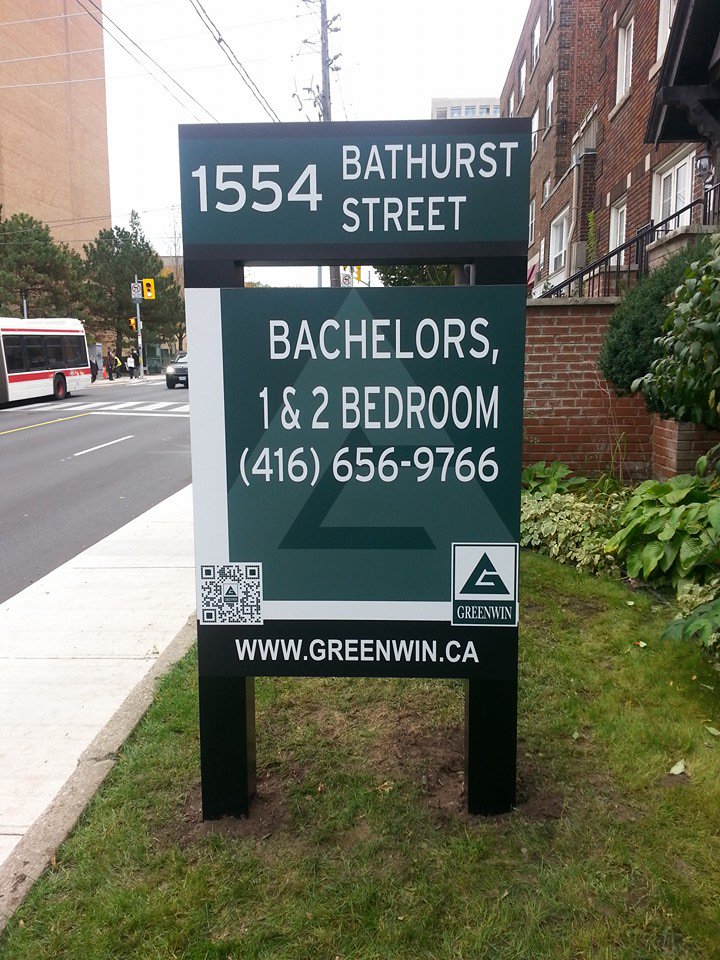 1554 BATHURST
STREET
BACHELORS,
1 & 2 BEDROOM
(416) 656-9766
GREENWIN
WWW.GREENWIN.CA